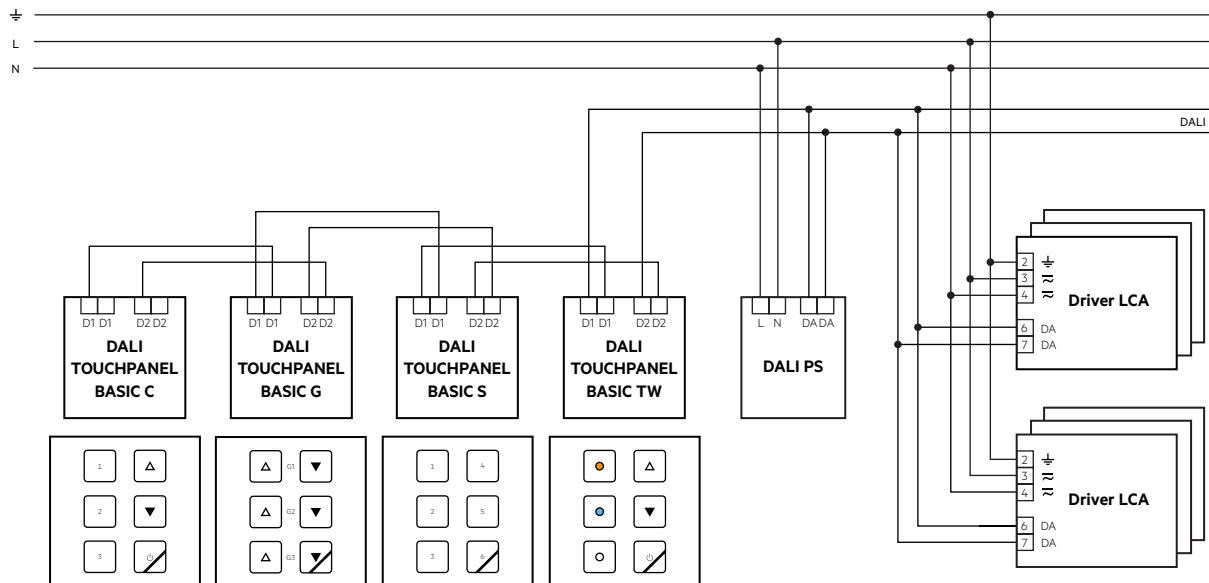 L
N
DALI
D1 D1 D2 D2
DALI
TOUCHPANEL
BASIC C
D1 D1 D2 D2
DALI
TOUCHPANEL
BASIC G
D1 D1 D2 D2
DALI
TOUCHPANEL
BASIC S
D1 D1 D2 D2
DALI
TOUCHPANEL
BASIC TW
L N DA DA
DALI PS
2
3
4
6 DA
7 DA
Driver LCA
2
3
4
6 DA
7 DA
Driver LCA
1
2
3
G1
G2
G3
1 4
2 5
3 6